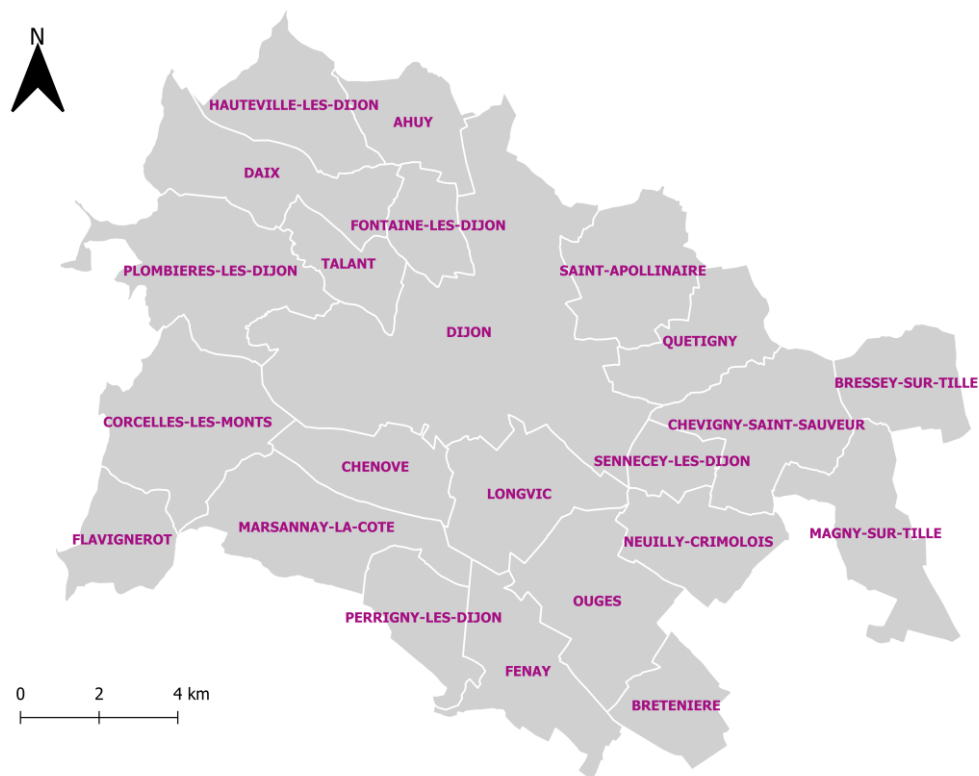 N
HAUTEVILLE-LES-DIJON
AHUY
DAIX
FONTAINE-LES-DIJON
TALANT
PLOMBIERES-LES-DIJON
SAINT-APOLLINAIRE
DIJON
QUETIGNY
BRESSEY-SUR-TILLE
CORCELLES-LES-MONTS
CHEVIGNY-SAINT-SAUVEUR
CHENOVE
SENNECEY-LES-DIJON
LONGVIC
MARSANNAY-LA-COTE
FLAVIGNEROT
NEUILLY-CRIMOLOIS
MAGNY-SUR-TILLE
OUGES
PERRIGNY-LES-DIJON
FENAY
BRETENIERE
0 2 4 km